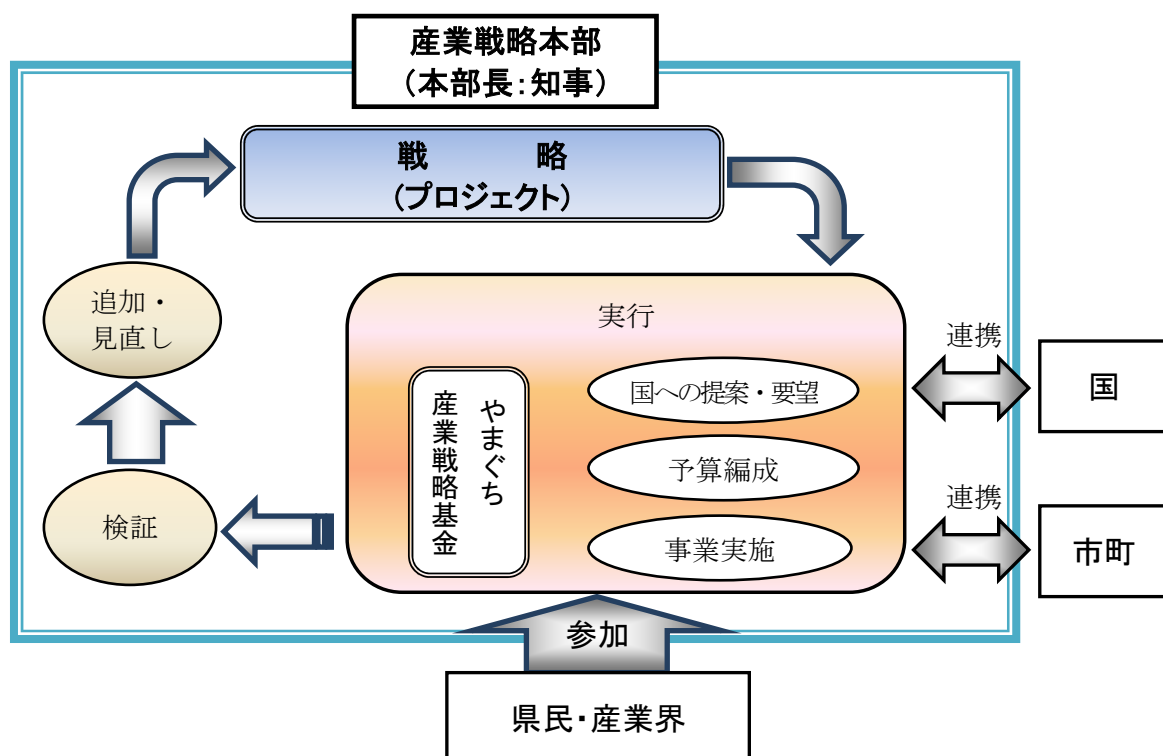 産業戦略本部
（本部長：知事）
戦　　　略
（プロジェクト）
追加・
見直し
実行
やまぐち
産業戦略基金
国への提案・要望
予算編成
事業実施
検証
連携
国
連携
市町
参加
県民・産業界